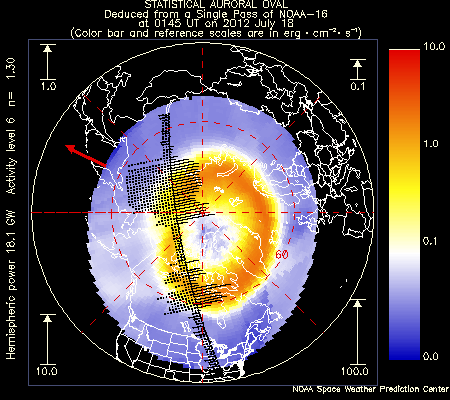 STATISTICAL AURORAL OVAL
Deduced from a Single Pass of NOAA-16
at 0145 UT on 2012 July 18
(Color bar and reference scales are in erg · cm⁻² · s⁻¹)
1.0
0.1
10.0
1.0
0.1
0.0
60
10.0
100.0
Hemispheric power 18.1 GW Activity level 6 n= 1.30
NOAA Space Weather Prediction Center